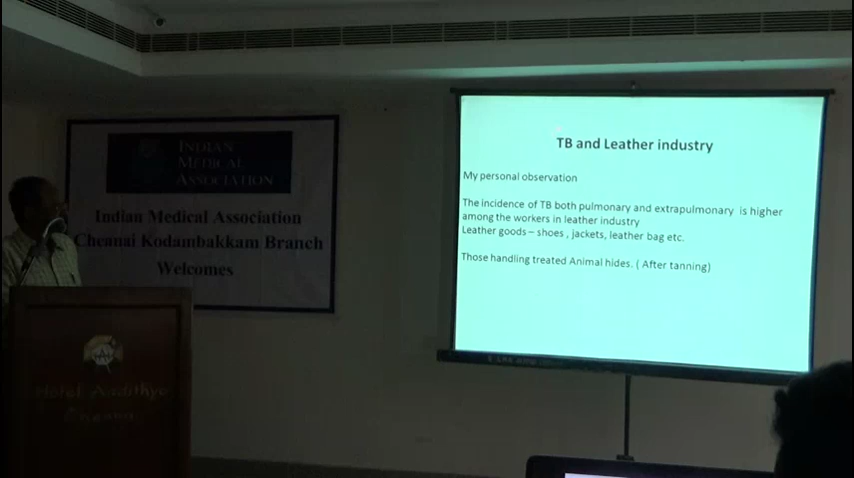 INDIAN
MEDICAL
ASSOCIATION
Indian Medical Association
Chennai Kodambakkam Branch
Welcomes
TB and Leather industry
My personal observation
The incidence of TB both pulmonary and extrapulmonary is higher
among the workers in leather industry
Leather goods – shoes , jackets, leather bag etc.
Those handling treated Animal hides. ( After tanning)
Hotel Aadithya